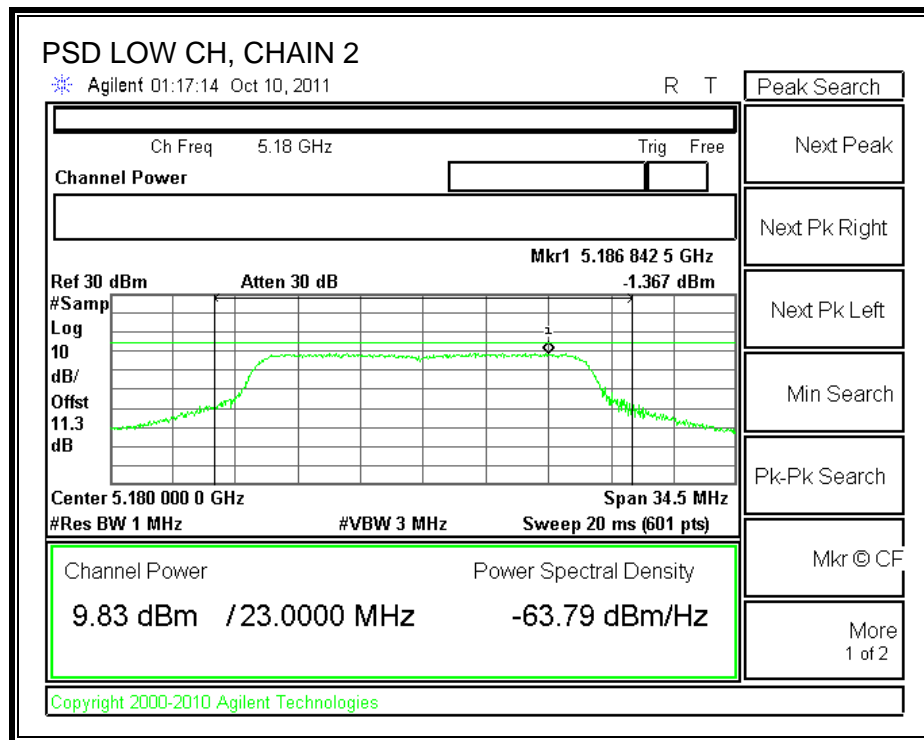 PSD LOW CH, CHAIN 2
Agilent 01:17:14 Oct 10, 2011 R T
Peak Search
Ch Freq 5.18 GHz Trig Free
Channel Power
Mkr1 5.186 842 5 GHz
Ref 30 dBm Atten 30 dB -1.367 dBm
#Samp
Log
10
dB/
Offst
11.3
dB
1
Center 5.180 000 0 GHz Span 34.5 MHz
#Res BW 1 MHz #VBW 3 MHz Sweep 20 ms (601 pts)
Channel Power Power Spectral Density
9.83 dBm / 23.0000 MHz -63.79 dBm/Hz
Next Peak
Next Pk Right
Next Pk Left
Min Search
Pk-Pk Search
Mkr © CF
More
1 of 2
Copyright 2000-2010 Agilent Technologies